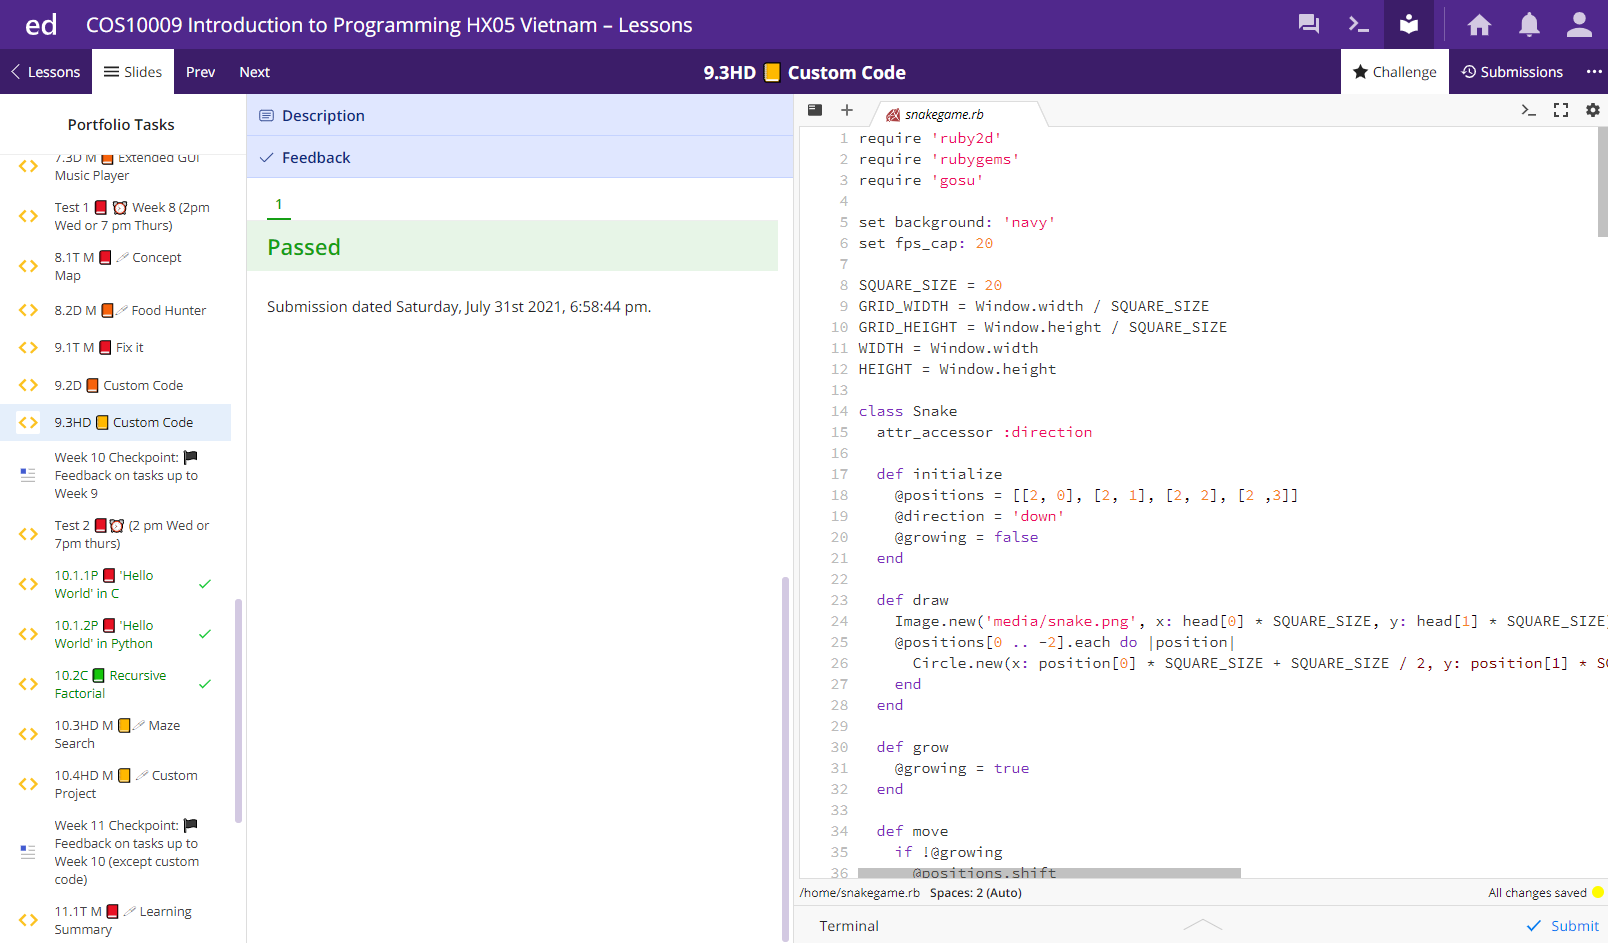 ed
COS10009 Introduction to Programming HX05 Vietnam – Lessons
Lessons
Slides
Prev
Next
9.3HD Custom Code
Challenge
Submissions
Portfolio Tasks
7.3D M Extended GUI
Music Player
Test 1 Week 8 (2pm
Wed or 7 pm Thurs)
8.1T M Concept
Map
8.2D M Food Hunter
9.1T M Fix it
9.2D Custom Code
9.3HD Custom Code
Week 10 Checkpoint:
Feedback on tasks up to
Week 9
Test 2 (2 pm Wed or
7pm thurs)
10.1.1P 'Hello
World' in C
10.1.2P 'Hello
World' in Python
10.2C Recursive
Factorial
10.3HD M Maze
Search
10.4HD M Custom
Project
Week 11 Checkpoint:
Feedback on tasks up to
Week 10 (except custom
code)
11.1T M Learning
Summary
Description
Feedback
1
Passed
Submission dated Saturday, July 31st 2021, 6:58:44 pm.
snakegame.rb
1 require 'ruby2d'
2 require 'rubygems'
3 require 'gosu'
4
5 set background: 'navy'
6 set fps_cap: 20
7
8 SQUARE_SIZE = 20
9 GRID_WIDTH = Window.width / SQUARE_SIZE
10 GRID_HEIGHT = Window.height / SQUARE_SIZE
11 WIDTH = Window.width
12 HEIGHT = Window.height
13
14 class Snake
15 attr_accessor :direction
16
17 def initialize
18 @positions = [[2, 0], [2, 1], [2, 2], [2 ,3]]
19 @direction = 'down'
20 @growing = false
21 end
22
23 def draw
24 Image.new('media/snake.png', x: head[0] * SQUARE_SIZE, y: head[1] * SQUARE_SIZE
25 @positions[0 .. -2].each do |position|
26 Circle.new(x: position[0] * SQUARE_SIZE + SQUARE_SIZE / 2, y: position[1] * SQ
27 end
28 end
29
30 def grow
31 @growing = true
32 end
33
34 def move
35 if !@growing
36 @positions.shift
/home/snakegame.rb Spaces: 2 (Auto)
All changes saved
Terminal
Submit